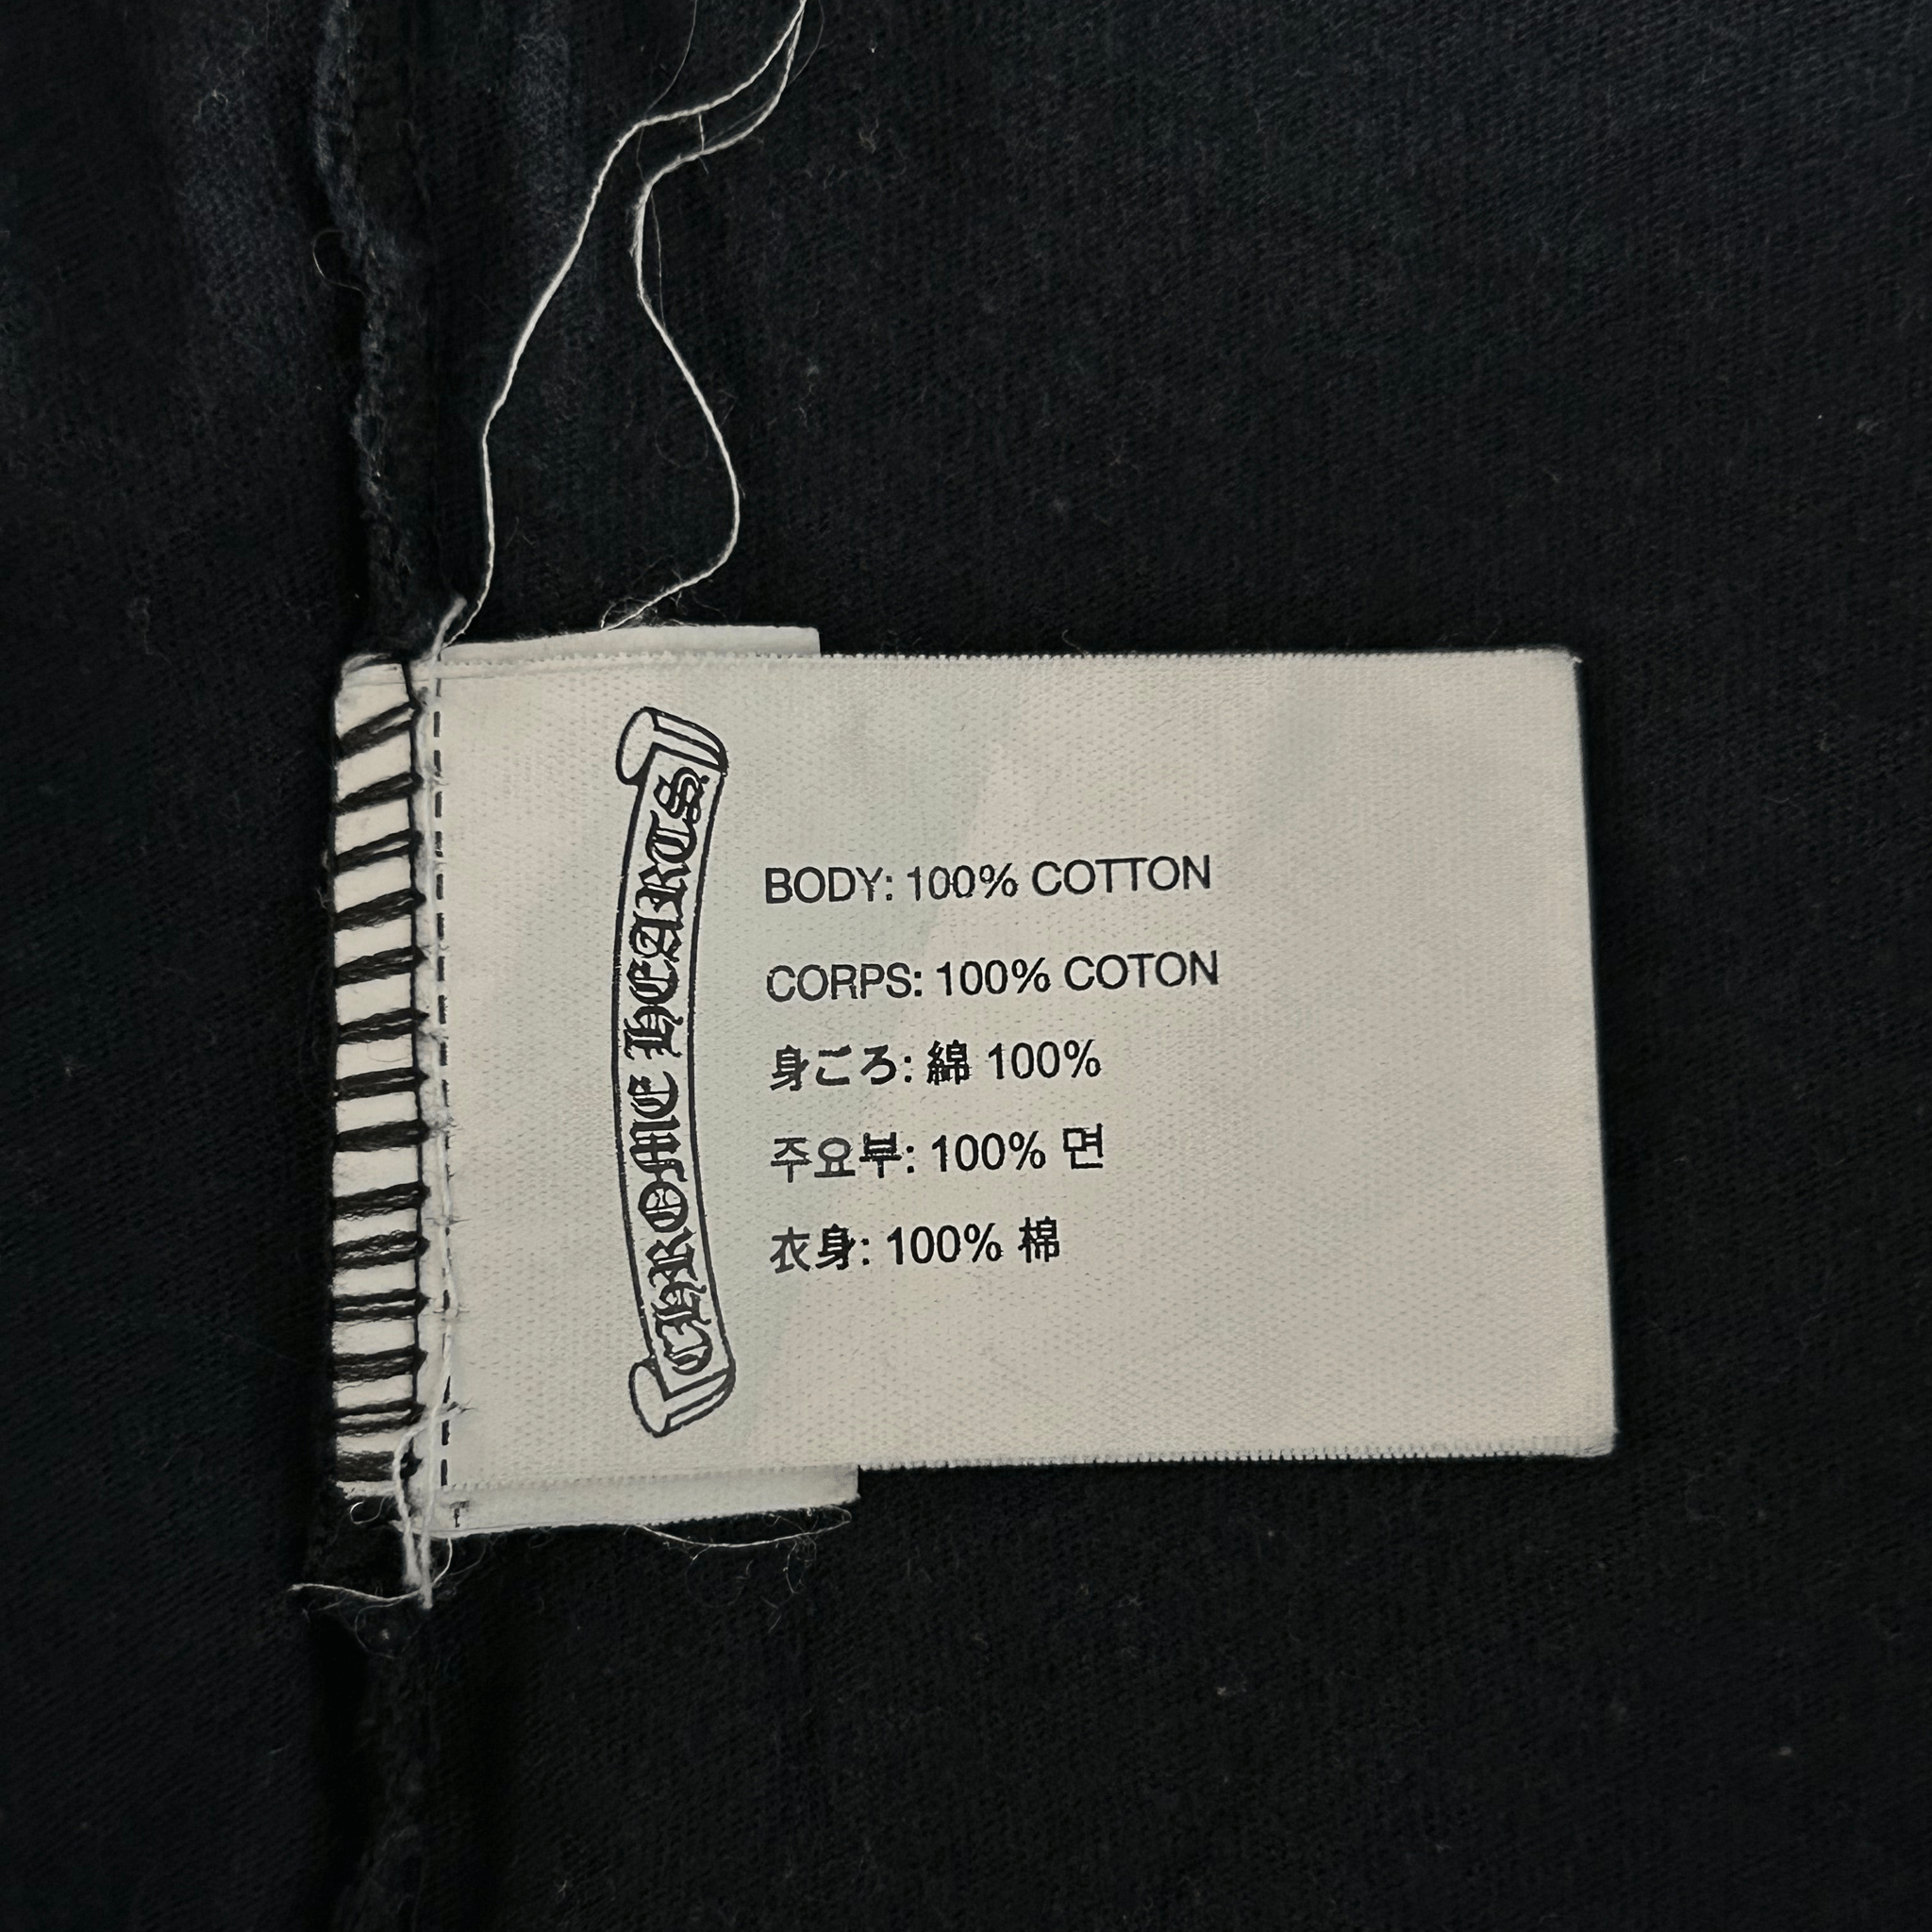 CHROME HEARTS
BODY: 100% COTTON
CORPS: 100% COTON
身ごろ: 綿 100%
주요부: 100% 면
衣身: 100% 棉